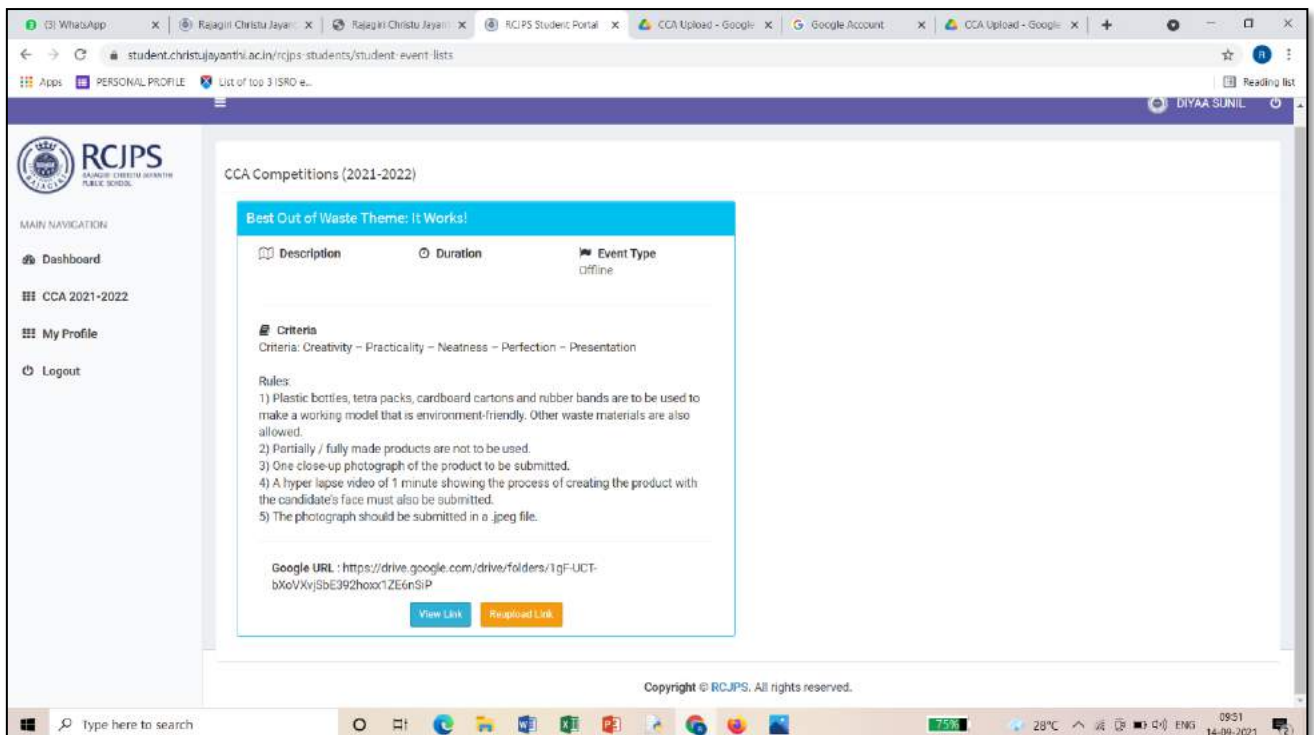 (3) WhatsApp
Rajagiri Christu Jayan
Rajagiri Christu Jayan
RCJPS Student Portal
CCA Upload - Google
Google Account
CCA Upload - Google
student.christujayanthi.ac.in/rcjps-students/student-event-lists
R
Apps
PERSONAL PROFILE
List of top 3 ISRO e...
Reading list
DIYAA SUNIL
RAJAGIRI
RCJPS
RAJAGIRI CHRISTU JAYANTHI
PUBLIC SCHOOL
MAIN NAVIGATION
Dashboard
CCA 2021-2022
My Profile
Logout
CCA Competitions (2021-2022)
Best Out of Waste Theme: It Works!
Description
Duration
Event Type
Offline
Criteria
Criteria: Creativity – Practicality – Neatness – Perfection – Presentation
Rules:
1) Plastic bottles, tetra packs, cardboard cartons and rubber bands are to be used to
make a working model that is environment-friendly. Other waste materials are also
allowed.
2) Partially / fully made products are not to be used.
3) One close-up photograph of the product to be submitted.
4) A hyper lapse video of 1 minute showing the process of creating the product with
the candidate's face must also be submitted.
5) The photograph should be submitted in a .jpeg file.
Google URL : https://drive.google.com/drive/folders/1gF-UCT-
bXoVXvjSbE392hoxx1ZE6nSiP
View Link
Reupload Link
Copyright © RCJPS. All rights reserved.
Type here to search
75%
28°C
ENG
09:51
14-09-2021